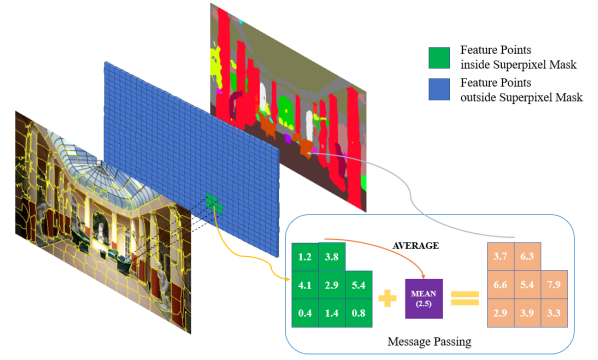 Feature Points
inside Superpixel Mask
Feature Points
outside Superpixel Mask
AVERAGE
1.2 3.8
4.1 2.9 5.4
0.4 1.4 0.8
MEAN
(2.5)
3.7 6.3
6.6 5.4 7.9
2.9 3.9 3.3
Message Passing